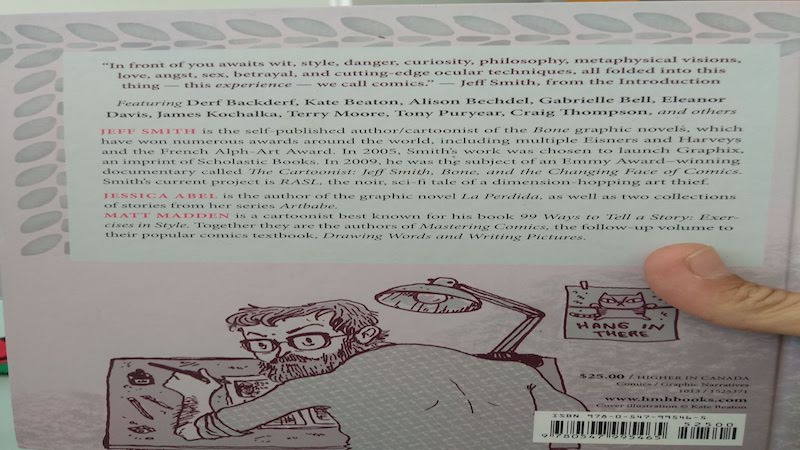 “In front of you awaits wit, style, danger, curiosity, philosophy, metaphysical visions,
love, angst, sex, betrayal, and cutting-edge ocular techniques, all folded into this
thing — this experience — we call comics.” — Jeff Smith, from the Introduction
Featuring Derf Backderf, Kate Beaton, Alison Bechdel, Gabrielle Bell, Eleanor
Davis, James Kochalka, Terry Moore, Tony Puryear, Craig Thompson, and others
JEFF SMITH is the self-published author/cartoonist of the Bone graphic novels, which
have won numerous awards around the world, including multiple Eisners and Harveys
and the French Alph-Art Award. In 2005, Smith’s work was chosen to launch Graphix,
an imprint of Scholastic Books. In 2009, he was the subject of an Emmy Award–winning
documentary called The Cartoonist: Jeff Smith, Bone, and the Changing Face of Comics.
Smith’s current project is RASL, the noir, sci-fi tale of a dimension-hopping art thief.
JESSICA ABEL is the author of the graphic novel La Perdida, as well as two collections
of stories from her series Artbabe.
MATT MADDEN is a cartoonist best known for his book 99 Ways to Tell a Story: Exer-
cises in Style. Together they are the authors of Mastering Comics, the follow-up volume to
their popular comics textbook, Drawing Words and Writing Pictures.
HANG IN
THERE
$25.00 / HIGHER IN CANADA
Comics / Graphic Narratives
1013 / 1525371
www.hmhbooks.com
Cover illustration © Kate Beaton
ISBN 978-0-547-99546-5
52500
9 780547 995465